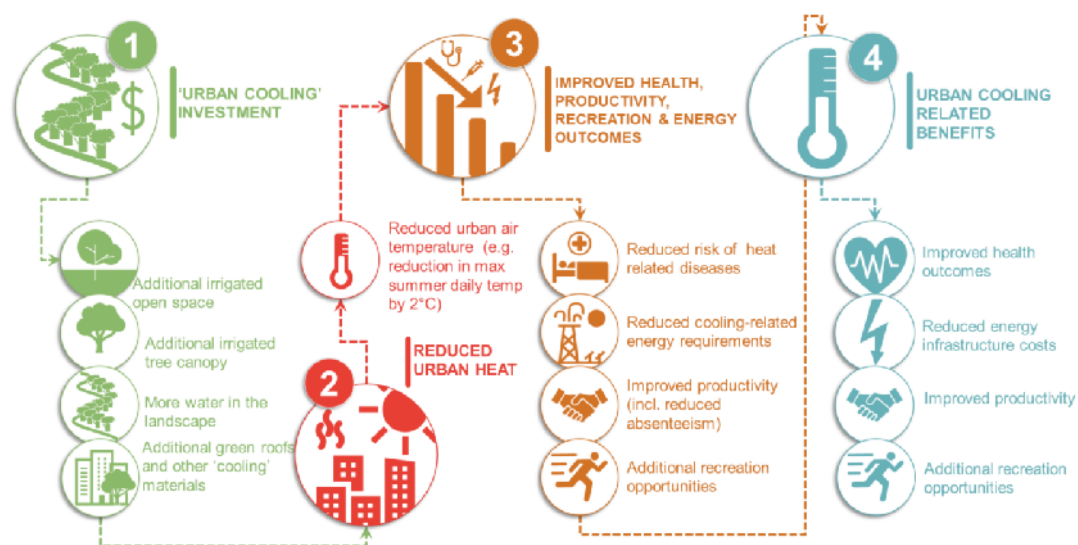 1
'URBAN COOLING'
INVESTMENT
$
Additional irrigated
open space
Additional irrigated
tree canopy
More water in the
landscape
Additional green roofs
and other 'cooling'
materials
2
REDUCED
URBAN HEAT
Reduced urban air
temperature (e.g.
reduction in max
summer daily temp
by 2°C)
3
IMPROVED HEALTH,
PRODUCTIVITY,
RECREATION & ENERGY
OUTCOMES
Reduced risk of heat
related diseases
Reduced cooling-related
energy requirements
Improved productivity
(incl. reduced
absenteeism)
Additional recreation
opportunities
4
URBAN COOLING
RELATED
BENEFITS
Improved health
outcomes
Reduced energy
infrastructure costs
Improved productivity
Additional recreation
opportunities